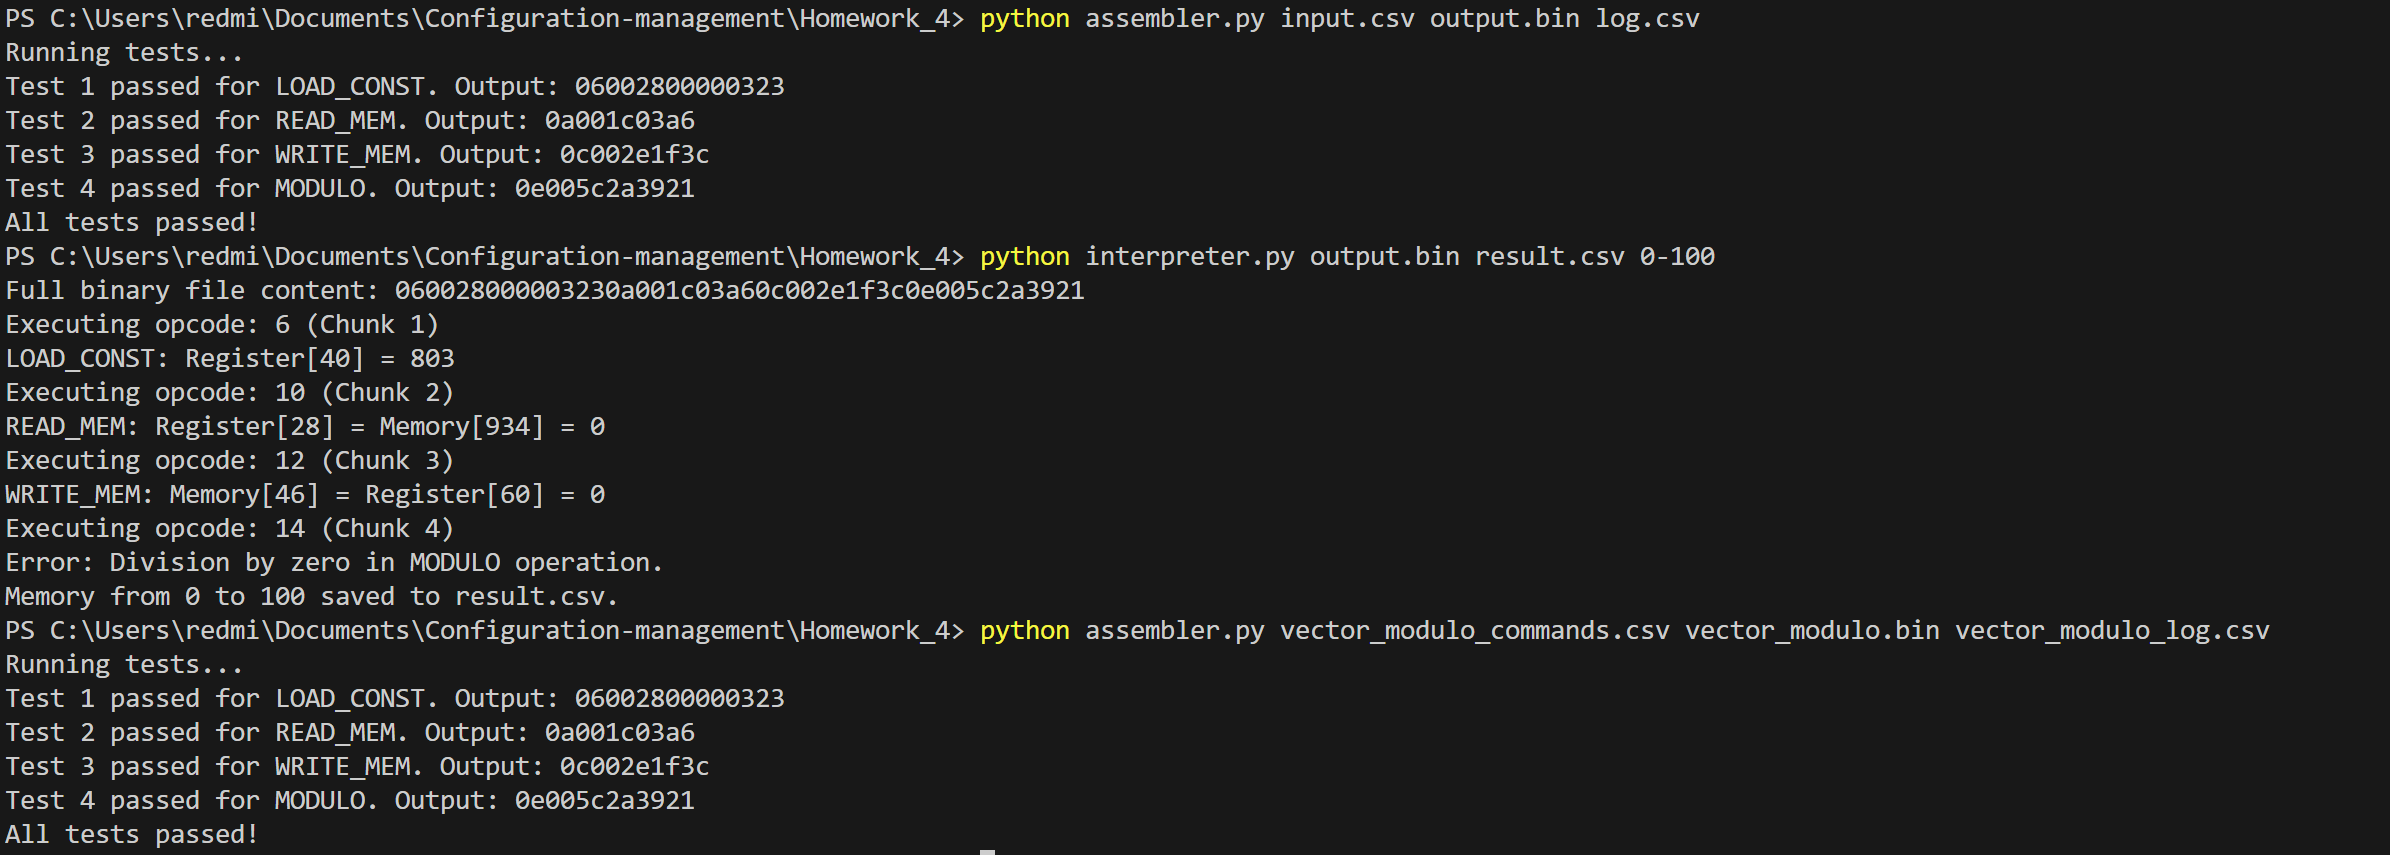 PS C:\Users\redmi\Documents\Configuration-management\Homework_4> python assembler.py input.csv output.bin log.csv
Running tests...
Test 1 passed for LOAD_CONST. Output: 06002800000323
Test 2 passed for READ_MEM. Output: 0a001c03a6
Test 3 passed for WRITE_MEM. Output: 0c002e1f3c
Test 4 passed for MODULO. Output: 0e005c2a3921
All tests passed!
PS C:\Users\redmi\Documents\Configuration-management\Homework_4> python interpreter.py output.bin result.csv 0-100
Full binary file content: 060028000003230a001c03a60c002e1f3c0e005c2a3921
Executing opcode: 6 (Chunk 1)
LOAD_CONST: Register[40] = 803
Executing opcode: 10 (Chunk 2)
READ_MEM: Register[28] = Memory[934] = 0
Executing opcode: 12 (Chunk 3)
WRITE_MEM: Memory[46] = Register[60] = 0
Executing opcode: 14 (Chunk 4)
Error: Division by zero in MODULO operation.
Memory from 0 to 100 saved to result.csv.
PS C:\Users\redmi\Documents\Configuration-management\Homework_4> python assembler.py vector_modulo_commands.csv vector_modulo.bin vector_modulo_log.csv
Running tests...
Test 1 passed for LOAD_CONST. Output: 06002800000323
Test 2 passed for READ_MEM. Output: 0a001c03a6
Test 3 passed for WRITE_MEM. Output: 0c002e1f3c
Test 4 passed for MODULO. Output: 0e005c2a3921
All tests passed!